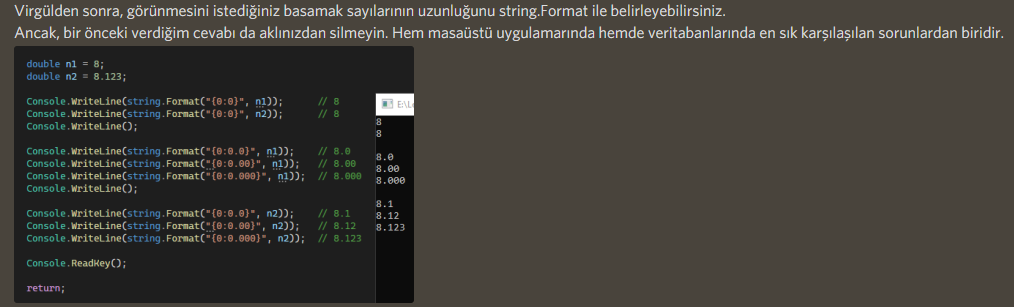 Virgülden sonra, görünmesini istediğiniz basamak sayılarının uzunluğunu string.Format ile belirleyebilirsiniz.
Ancak, bir önceki verdiğim cevabı da aklınızdan silmeyin. Hem masaüstü uygulamarında hemde veritabanlarında en sık karşılaşılan sorunlardan biridir.
double n1 = 8;
double n2 = 8.123;
Console.WriteLine(string.Format("{0:0}", n1)); // 8
Console.WriteLine(string.Format("{0:0}", n2)); // 8
Console.WriteLine();
Console.WriteLine(string.Format("{0:0.0}", n1)); // 8.0
Console.WriteLine(string.Format("{0:0.00}", n1)); // 8.00
Console.WriteLine(string.Format("{0:0.000}", n1)); // 8.000
Console.WriteLine();
Console.WriteLine(string.Format("{0:0.0}", n2)); // 8.1
Console.WriteLine(string.Format("{0:0.00}", n2)); // 8.12
Console.WriteLine(string.Format("{0:0.000}", n2)); // 8.123
Console.ReadKey();
return;
8
8
8.0
8.00
8.000
8.1
8.12
8.123